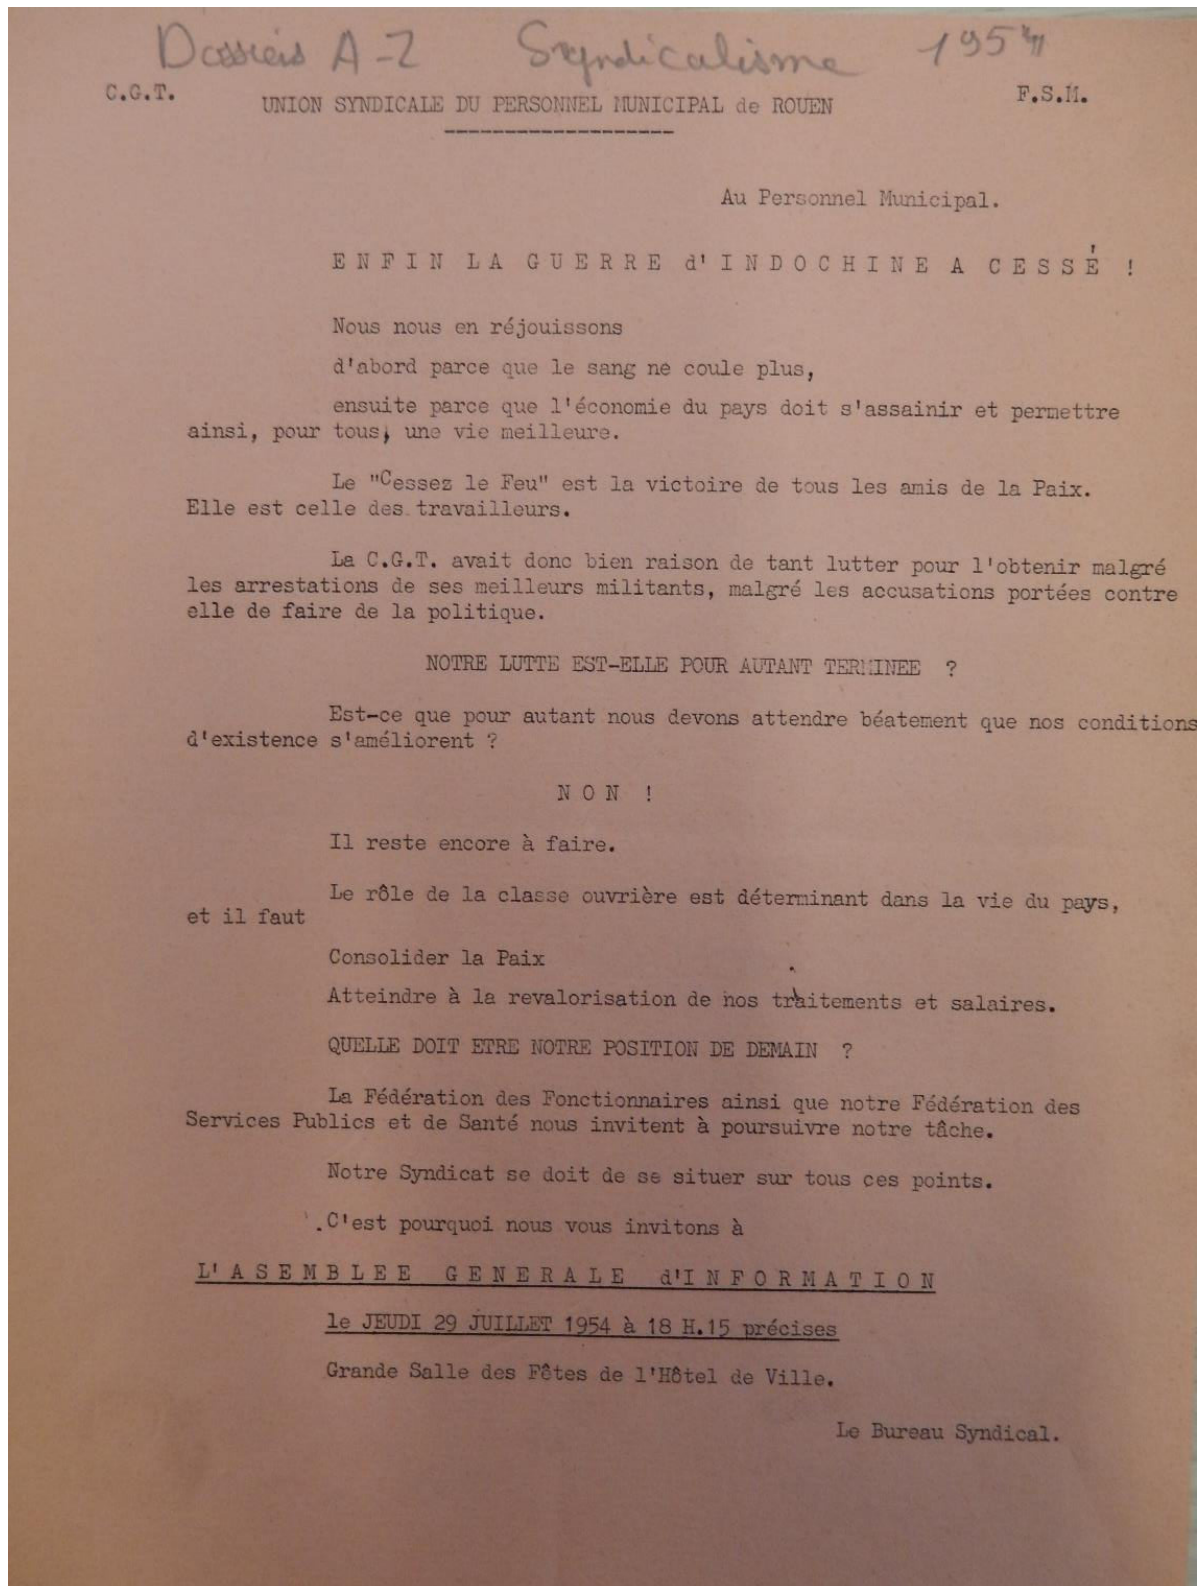 Dossiers A-Z Syndicalisme 1954
C.G.T. F.S.M.
UNION SYNDICALE DU PERSONNEL MUNICIPAL de ROUEN
Au Personnel Municipal.
ENFIN LA GUERRE d'INDOCHINE A CESSÉ !
Nous nous en réjouissons
d'abord parce que le sang ne coule plus,
ensuite parce que l'économie du pays doit s'assainir et permettre
ainsi, pour tous, une vie meilleure.
Le "Cessez le Feu" est la victoire de tous les amis de la Paix.
Elle est celle des travailleurs.
La C.G.T. avait donc bien raison de tant lutter pour l'obtenir malgré
les arrestations de ses meilleurs militants, malgré les accusations portées contre
elle de faire de la politique.
NOTRE LUTTE EST-ELLE POUR AUTANT TERMINEE ?
Est-ce que pour autant nous devons attendre béatement que nos conditions
d'existence s'améliorent ?
NON !
Il reste encore à faire.
Le rôle de la classe ouvrière est déterminant dans la vie du pays,
et il faut
Consolider la Paix
Atteindre à la revalorisation de nos traitements et salaires.
QUELLE DOIT ETRE NOTRE POSITION DE DEMAIN ?
La Fédération des Fonctionnaires ainsi que notre Fédération des
Services Publics et de Santé nous invitent à poursuivre notre tâche.
Notre Syndicat se doit de se situer sur tous ces points.
C'est pourquoi nous vous invitons à
L'ASEMBLEE GENERALE d'INFORMATION
le JEUDI 29 JUILLET 1954 à 18 H.15 précises
Grande Salle des Fêtes de l'Hôtel de Ville.
Le Bureau Syndical.